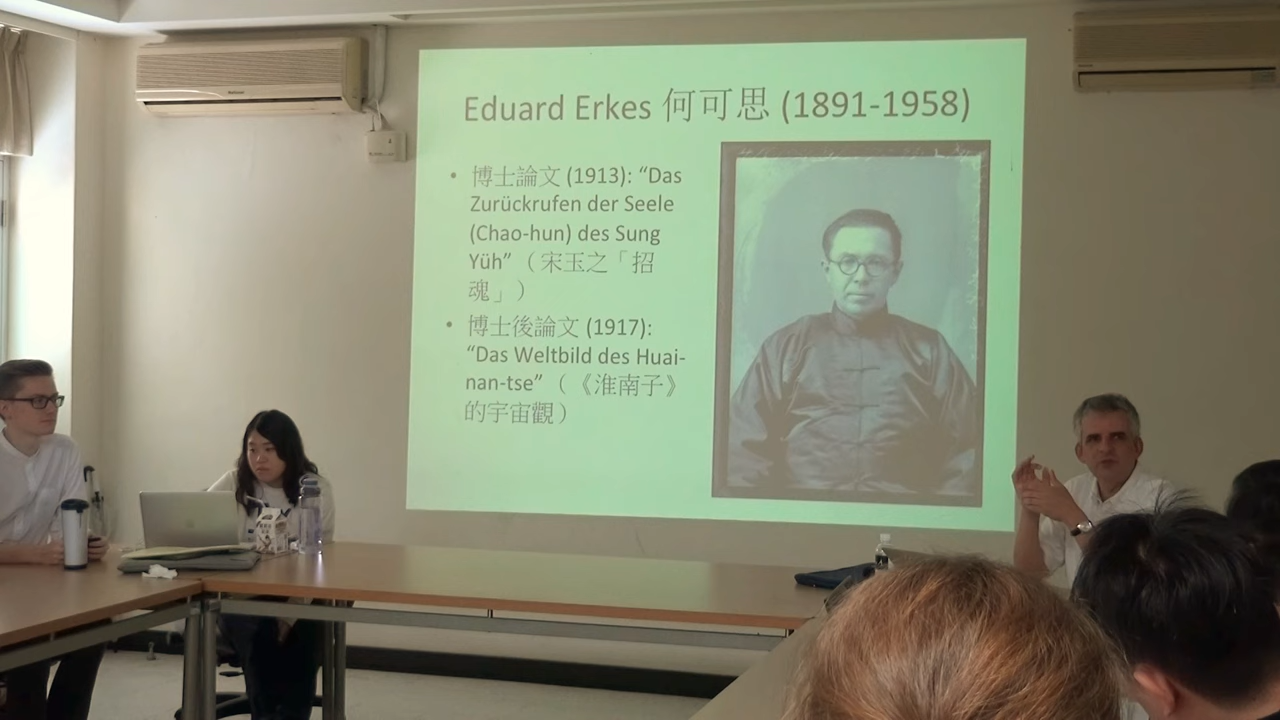 Eduard Erkes 何可思 (1891-1958)
• 博士論文 (1913): “Das
Zurückrufen der Seele
(Chao-hun) des Sung
Yüh” （宋玉之「招
魂」）
• 博士後論文 (1917):
“Das Weltbild des Huai-
nan-tse” （《淮南子》
的宇宙觀）
National